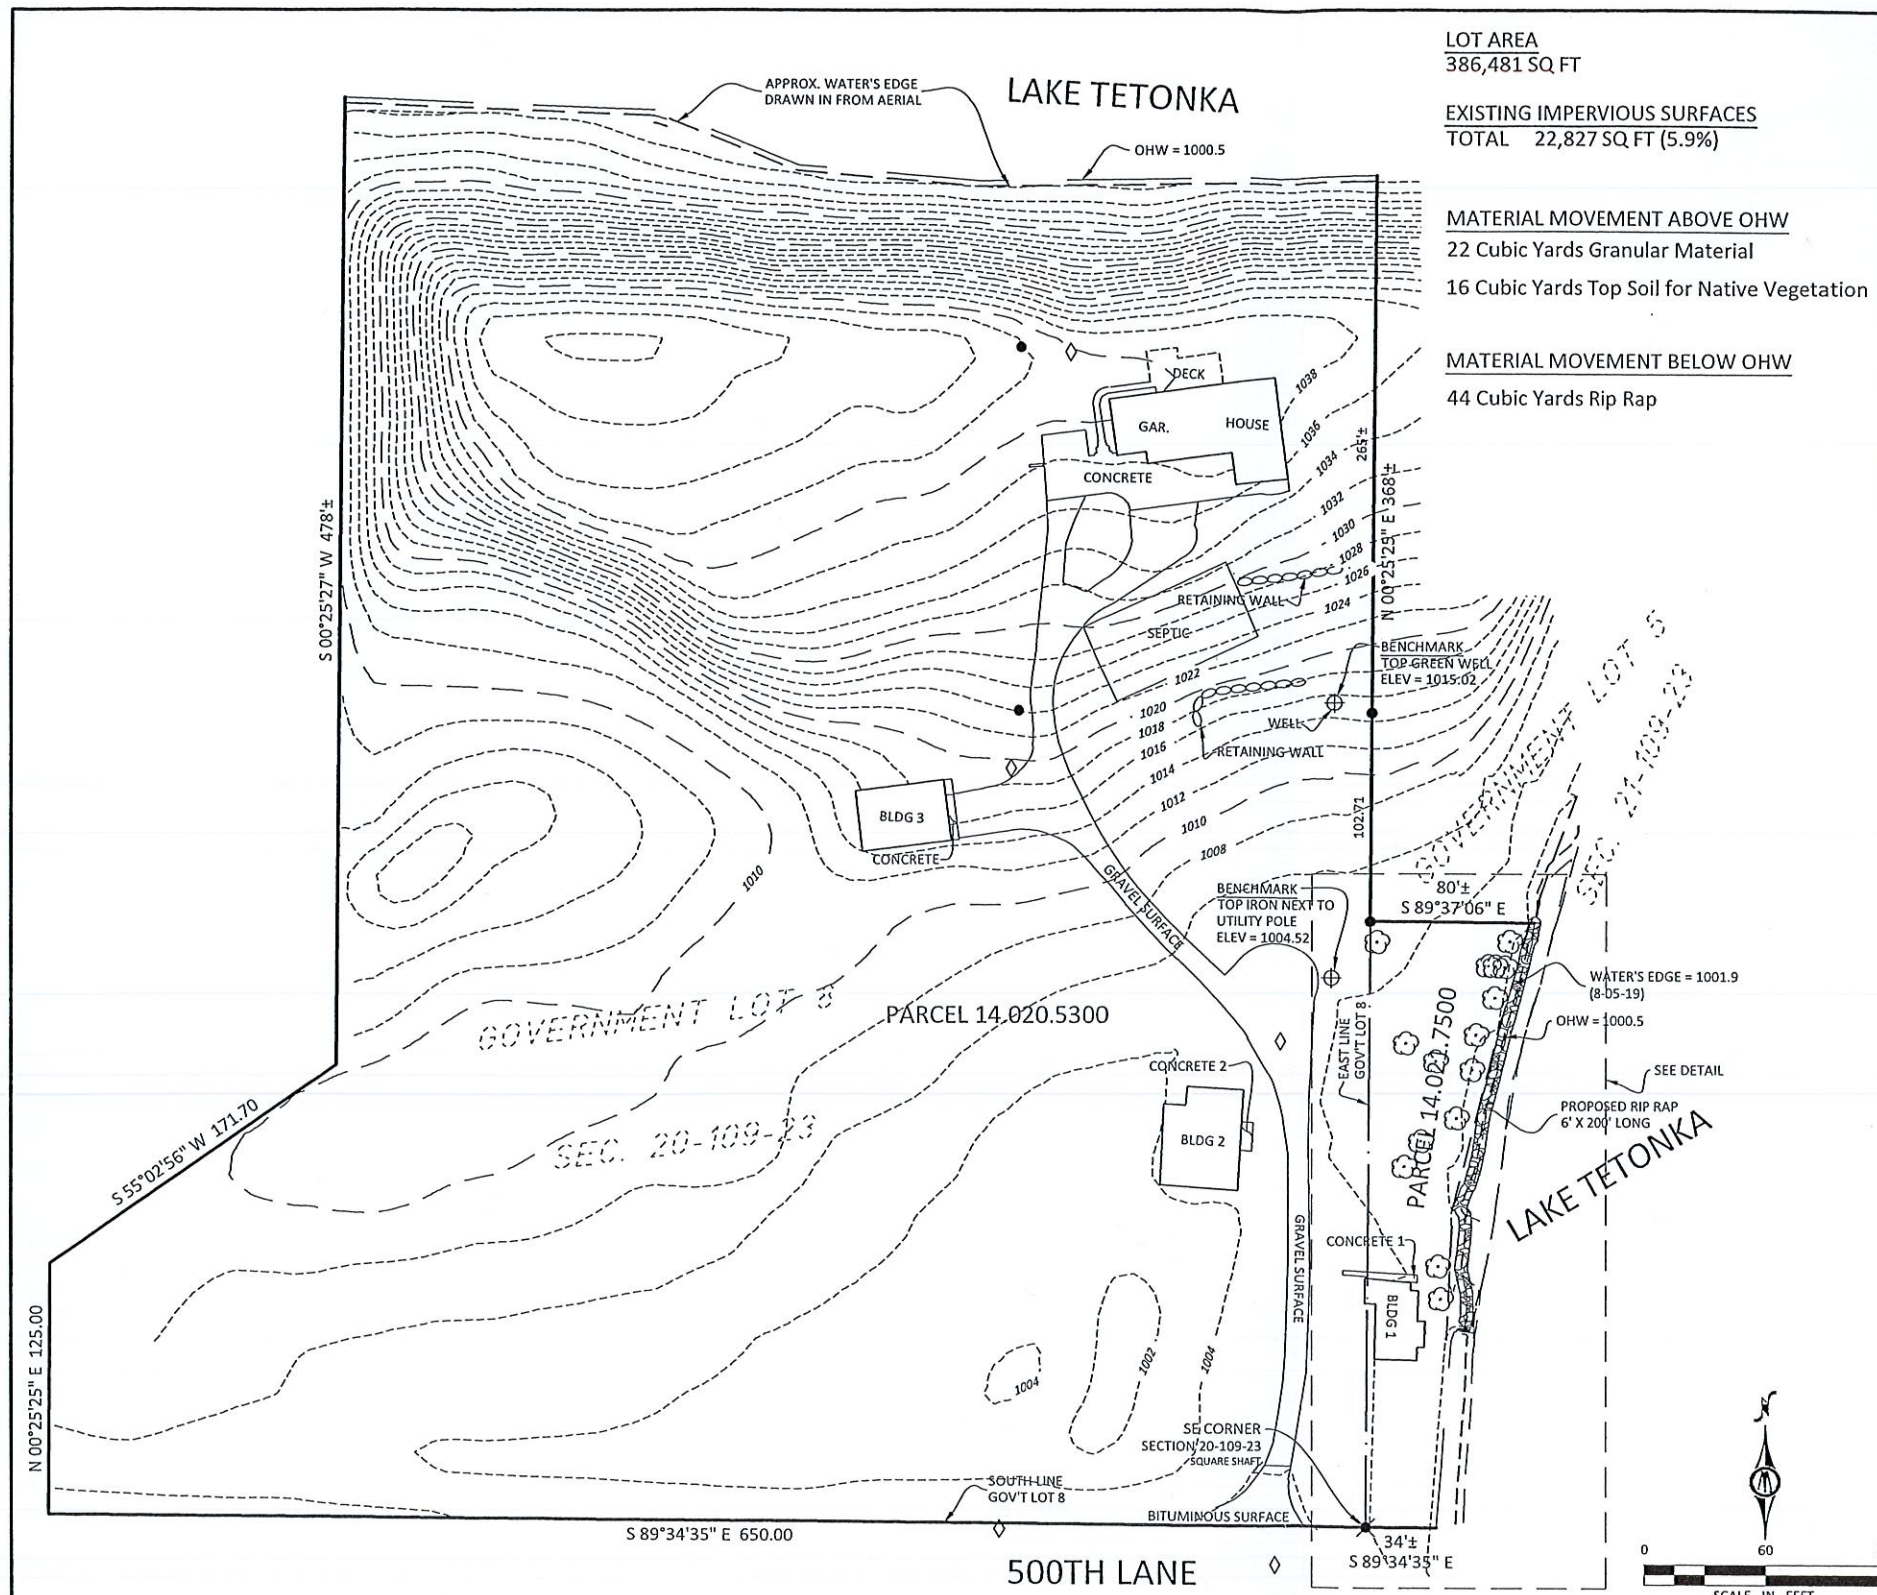 LOT AREA
386,481 SQ FT
EXISTING IMPERVIOUS SURFACES
TOTAL 22,827 SQ FT (5.9%)
MATERIAL MOVEMENT ABOVE OHW
22 Cubic Yards Granular Material
16 Cubic Yards Top Soil for Native Vegetation
MATERIAL MOVEMENT BELOW OHW
44 Cubic Yards Rip Rap
APPROX. WATER'S EDGE
DRAWN IN FROM AERIAL
LAKE TETONKA
OHW = 1000.5
DECK
GAR.
HOUSE
CONCRETE
1038
1036
1034
1032
1030
1028
1026
1024
1022
1020
1018
1016
1014
1012
1010
1008
265'±
N 00°25'25" E 368'±
S 00°25'27" W 478'±
RETAINING WALL
SEPTIC
BENCHMARK
TOP GREEN WELL
ELEV = 1015.02
WELL
RETAINING WALL
GOVERNMENT LOT 5
SEC. 21-109-23
102.71
BLDG 3
CONCRETE
1010
GRAVEL SURFACE
BENCHMARK
TOP IRON NEXT TO
UTILITY POLE
ELEV = 1004.52
80'±
S 89°37'06" E
WATER'S EDGE = 1001.9
(8-05-19)
OHW = 1000.5
GOVERNMENT LOT 8
PARCEL 14.020.5300
EAST LINE
GOV'T LOT 8
PARCEL 14.021.7500
SEE DETAIL
CONCRETE 2
BLDG 2
PROPOSED RIP RAP
6' X 200' LONG
LAKE TETONKA
S 55°02'56" W 171.70
SEC. 20-109-23
GRAVEL SURFACE
CONCRETE 1
BLDG 1
N 00°25'25" E 125.00
1004
1002
1004
SE CORNER
SECTION 20-109-23
SQUARE SHAFT
SOUTH LINE
GOV'T LOT 8
BITUMINOUS SURFACE
S 89°34'35" E 650.00
34'±
S 89°34'35" E
500TH LANE
N
0 60
SCALE IN FEET